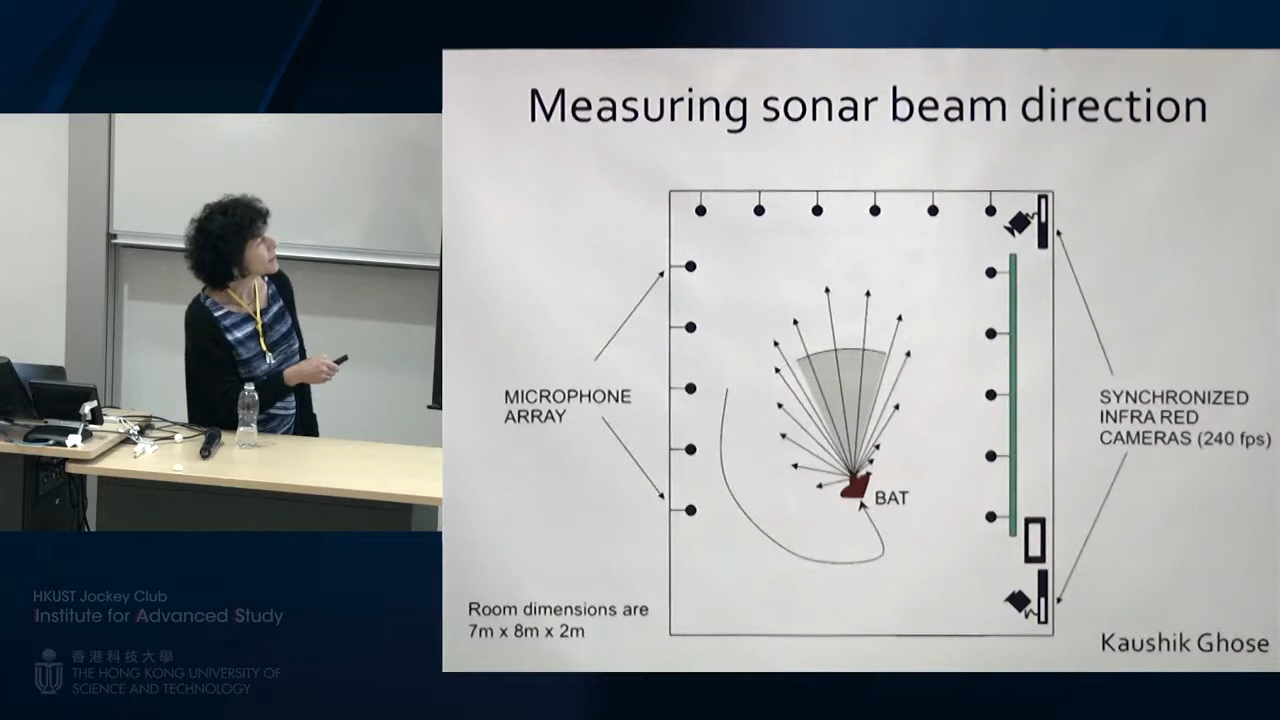 Measuring sonar beam direction
MICROPHONE
ARRAY
BAT
SYNCHRONIZED
INFRA RED
CAMERAS (240 fps)
Room dimensions are
7m x 8m x 2m
Kaushik Ghose
HKUST Jockey Club
Institute for Advanced Study
香港科技大學
THE HONG KONG UNIVERSITY OF
SCIENCE AND TECHNOLOGY